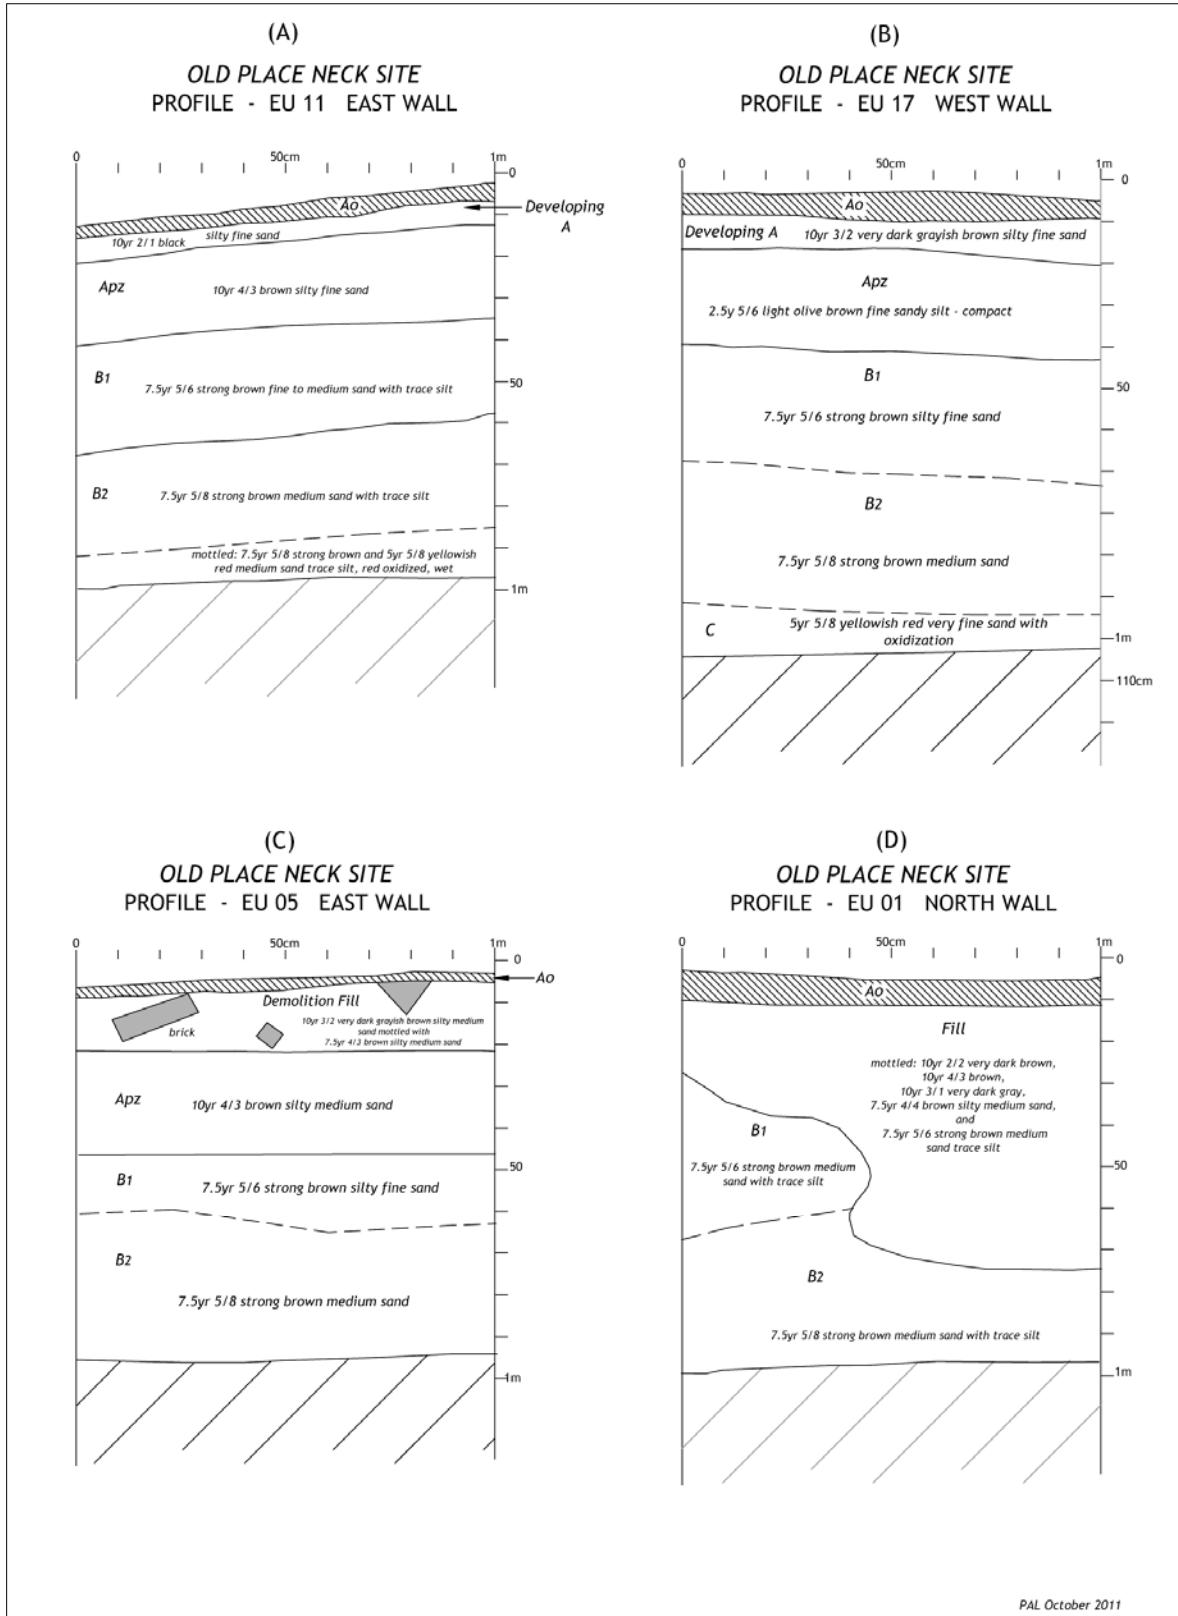 (A)
OLD PLACE NECK SITE
PROFILE - EU 11 EAST WALL
0 50cm 1m
0
Ao
Developing
A
10yr 2/1 black silty fine sand
Apz
10yr 4/3 brown silty fine sand
B1
50
7.5yr 5/6 strong brown fine to medium sand with trace silt
B2
7.5yr 5/8 strong brown medium sand with trace silt
mottled: 7.5yr 5/8 strong brown and 5yr 5/8 yellowish
red medium sand trace silt, red oxidized, wet
1m
(B)
OLD PLACE NECK SITE
PROFILE - EU 17 WEST WALL
0 50cm 1m
0
Ao
Developing A 10yr 3/2 very dark grayish brown silty fine sand
Apz
2.5y 5/6 light olive brown fine sandy silt - compact
B1
50
7.5yr 5/6 strong brown silty fine sand
B2
7.5yr 5/8 strong brown medium sand
C
5yr 5/8 yellowish red very fine sand with
oxidization
1m
110cm
(C)
OLD PLACE NECK SITE
PROFILE - EU 05 EAST WALL
0 50cm 1m
0
Ao
Demolition Fill
brick
10yr 3/2 very dark grayish brown silty medium
sand mottled with
7.5yr 4/3 brown silty medium sand
Apz
10yr 4/3 brown silty medium sand
50
B1
7.5yr 5/6 strong brown silty fine sand
B2
7.5yr 5/8 strong brown medium sand
1m
(D)
OLD PLACE NECK SITE
PROFILE - EU 01 NORTH WALL
0 50cm 1m
0
Ao
Fill
mottled: 10yr 2/2 very dark brown,
10yr 4/3 brown,
10yr 3/1 very dark gray,
7.5yr 4/4 brown silty medium sand,
and
7.5yr 5/6 strong brown medium
sand trace silt
B1
50
7.5yr 5/6 strong brown medium
sand with trace silt
B2
7.5yr 5/8 strong brown medium sand with trace silt
1m
PAL October 2011